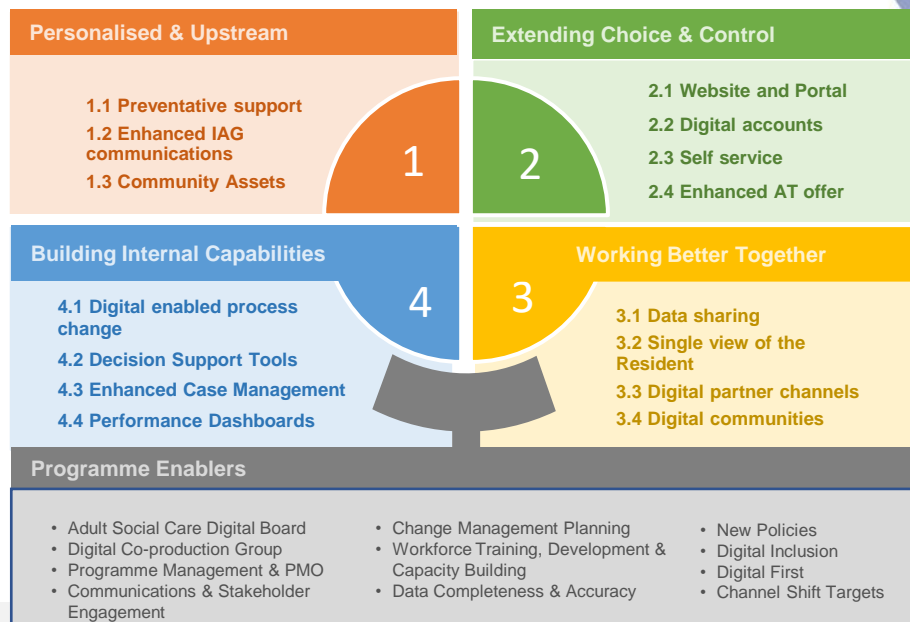 Personalised & Upstream
1.1 Preventative support
1.2 Enhanced IAG
communications
1.3 Community Assets
1
Extending Choice & Control
2.1 Website and Portal
2.2 Digital accounts
2.3 Self service
2.4 Enhanced AT offer
2
Building Internal Capabilities
4.1 Digital enabled process
change
4.2 Decision Support Tools
4.3 Enhanced Case Management
4.4 Performance Dashboards
4
Working Better Together
3
3.1 Data sharing
3.2 Single view of the
Resident
3.3 Digital partner channels
3.4 Digital communities
Programme Enablers
• Adult Social Care Digital Board
• Digital Co-production Group
• Programme Management & PMO
• Communications & Stakeholder
Engagement
• Change Management Planning
• Workforce Training, Development &
Capacity Building
• Data Completeness & Accuracy
• New Policies
• Digital Inclusion
• Digital First
• Channel Shift Targets